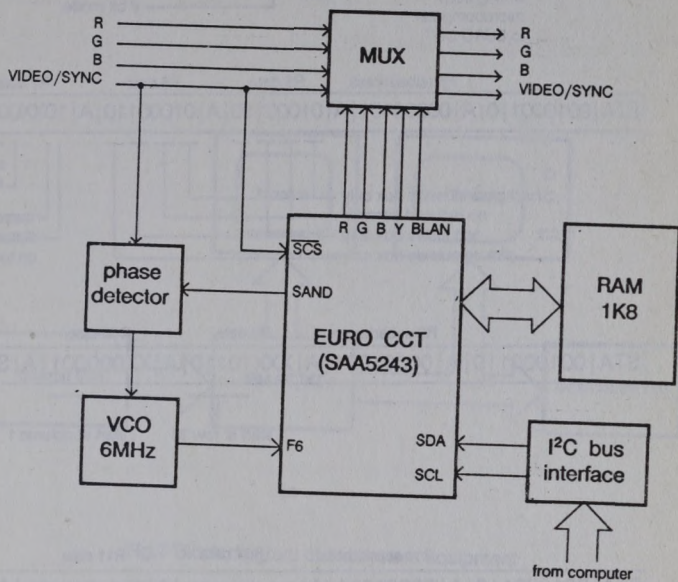 R
G
B
VIDEO/SYNC
MUX
R
G
B
VIDEO/SYNC
R G B Y BLAN
SCS
SAND
phase
detector
EURO CCT
(SAA5243)
RAM
1K8
VCO
6MHz
F6
SDA
SCL
I²C bus
interface
from computer